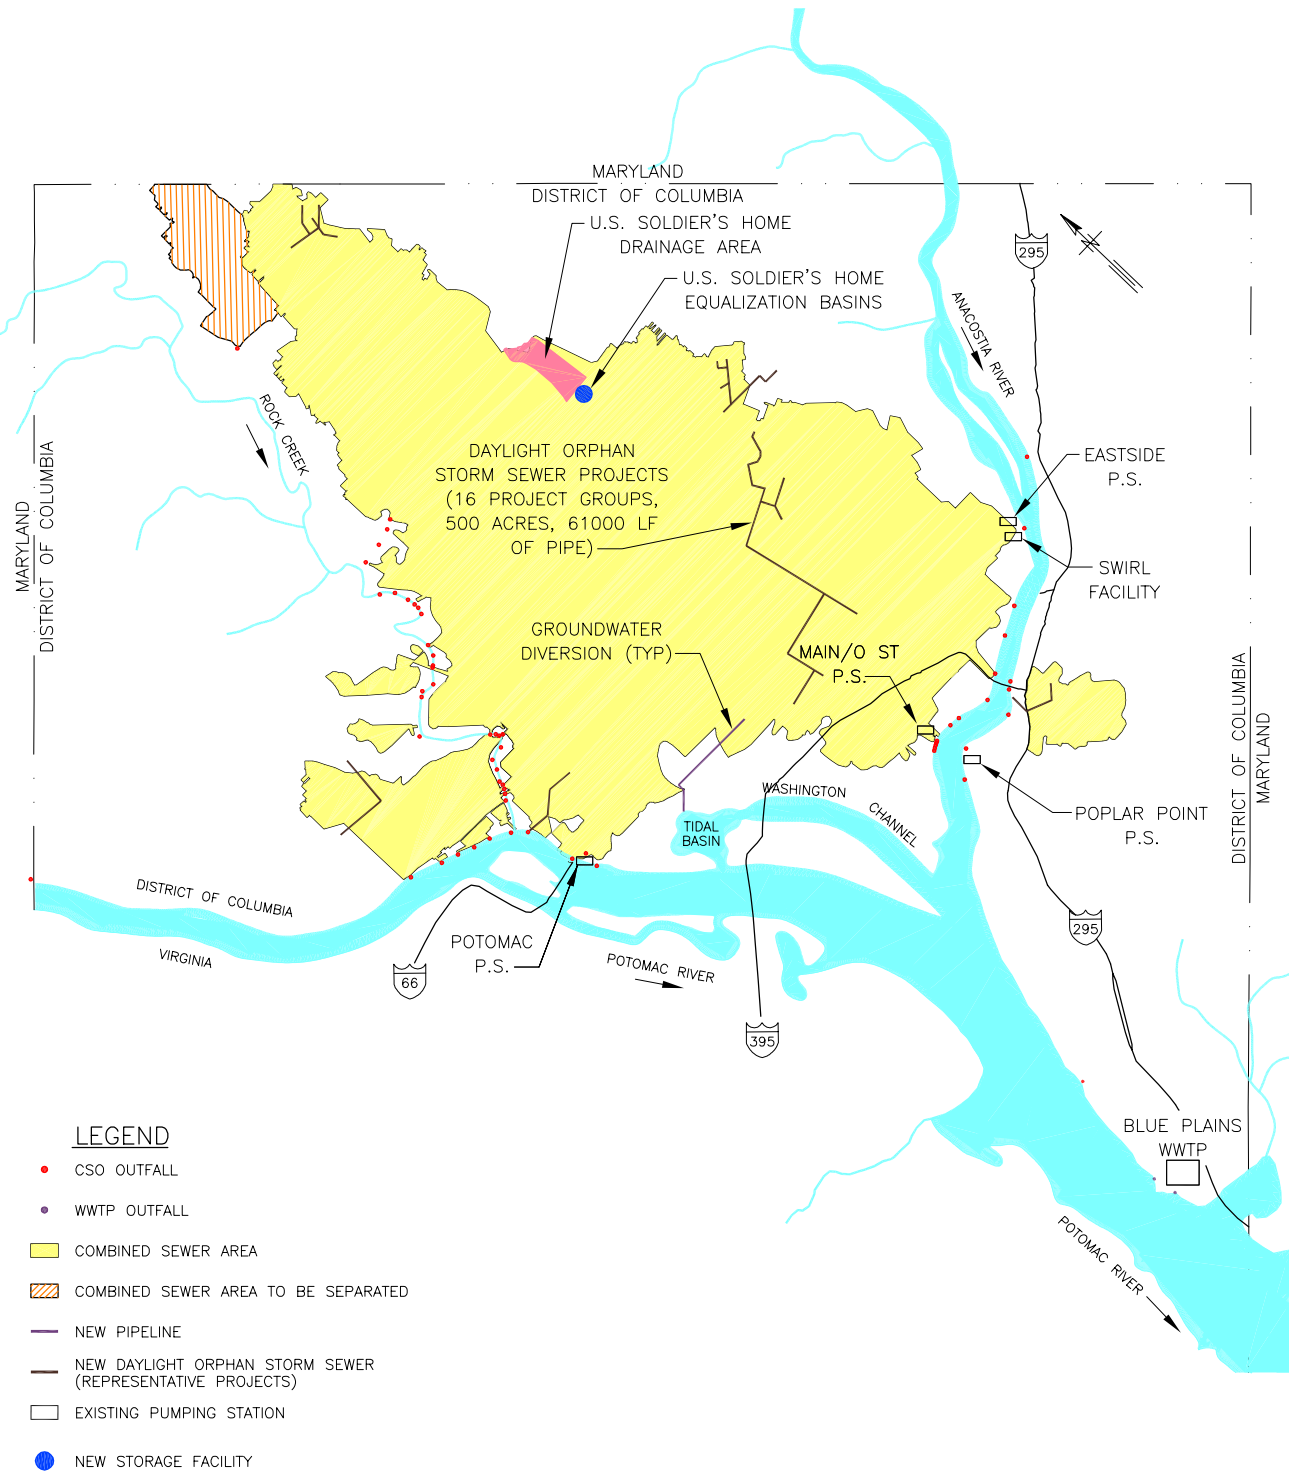 MARYLAND
DISTRICT OF COLUMBIA
U.S. SOLDIER'S HOME
DRAINAGE AREA
U.S. SOLDIER'S HOME
EQUALIZATION BASINS
295
ANACOSTIA RIVER
ROCK CREEK
MARYLAND
DISTRICT OF COLUMBIA
DAYLIGHT ORPHAN
STORM SEWER PROJECTS
(16 PROJECT GROUPS,
500 ACRES, 61000 LF
OF PIPE)
EASTSIDE
P.S.
SWIRL
FACILITY
GROUNDWATER
DIVERSION (TYP)
MAIN/O ST
P.S.
DISTRICT OF COLUMBIA
MARYLAND
WASHINGTON
CHANNEL
TIDAL
BASIN
POPLAR POINT
P.S.
DISTRICT OF COLUMBIA
VIRGINIA
POTOMAC
P.S.
66
POTOMAC RIVER
295
395
BLUE PLAINS
WWTP
POTOMAC RIVER
LEGEND
CSO OUTFALL
WWTP OUTFALL
COMBINED SEWER AREA
COMBINED SEWER AREA TO BE SEPARATED
NEW PIPELINE
NEW DAYLIGHT ORPHAN STORM SEWER
(REPRESENTATIVE PROJECTS)
EXISTING PUMPING STATION
NEW STORAGE FACILITY